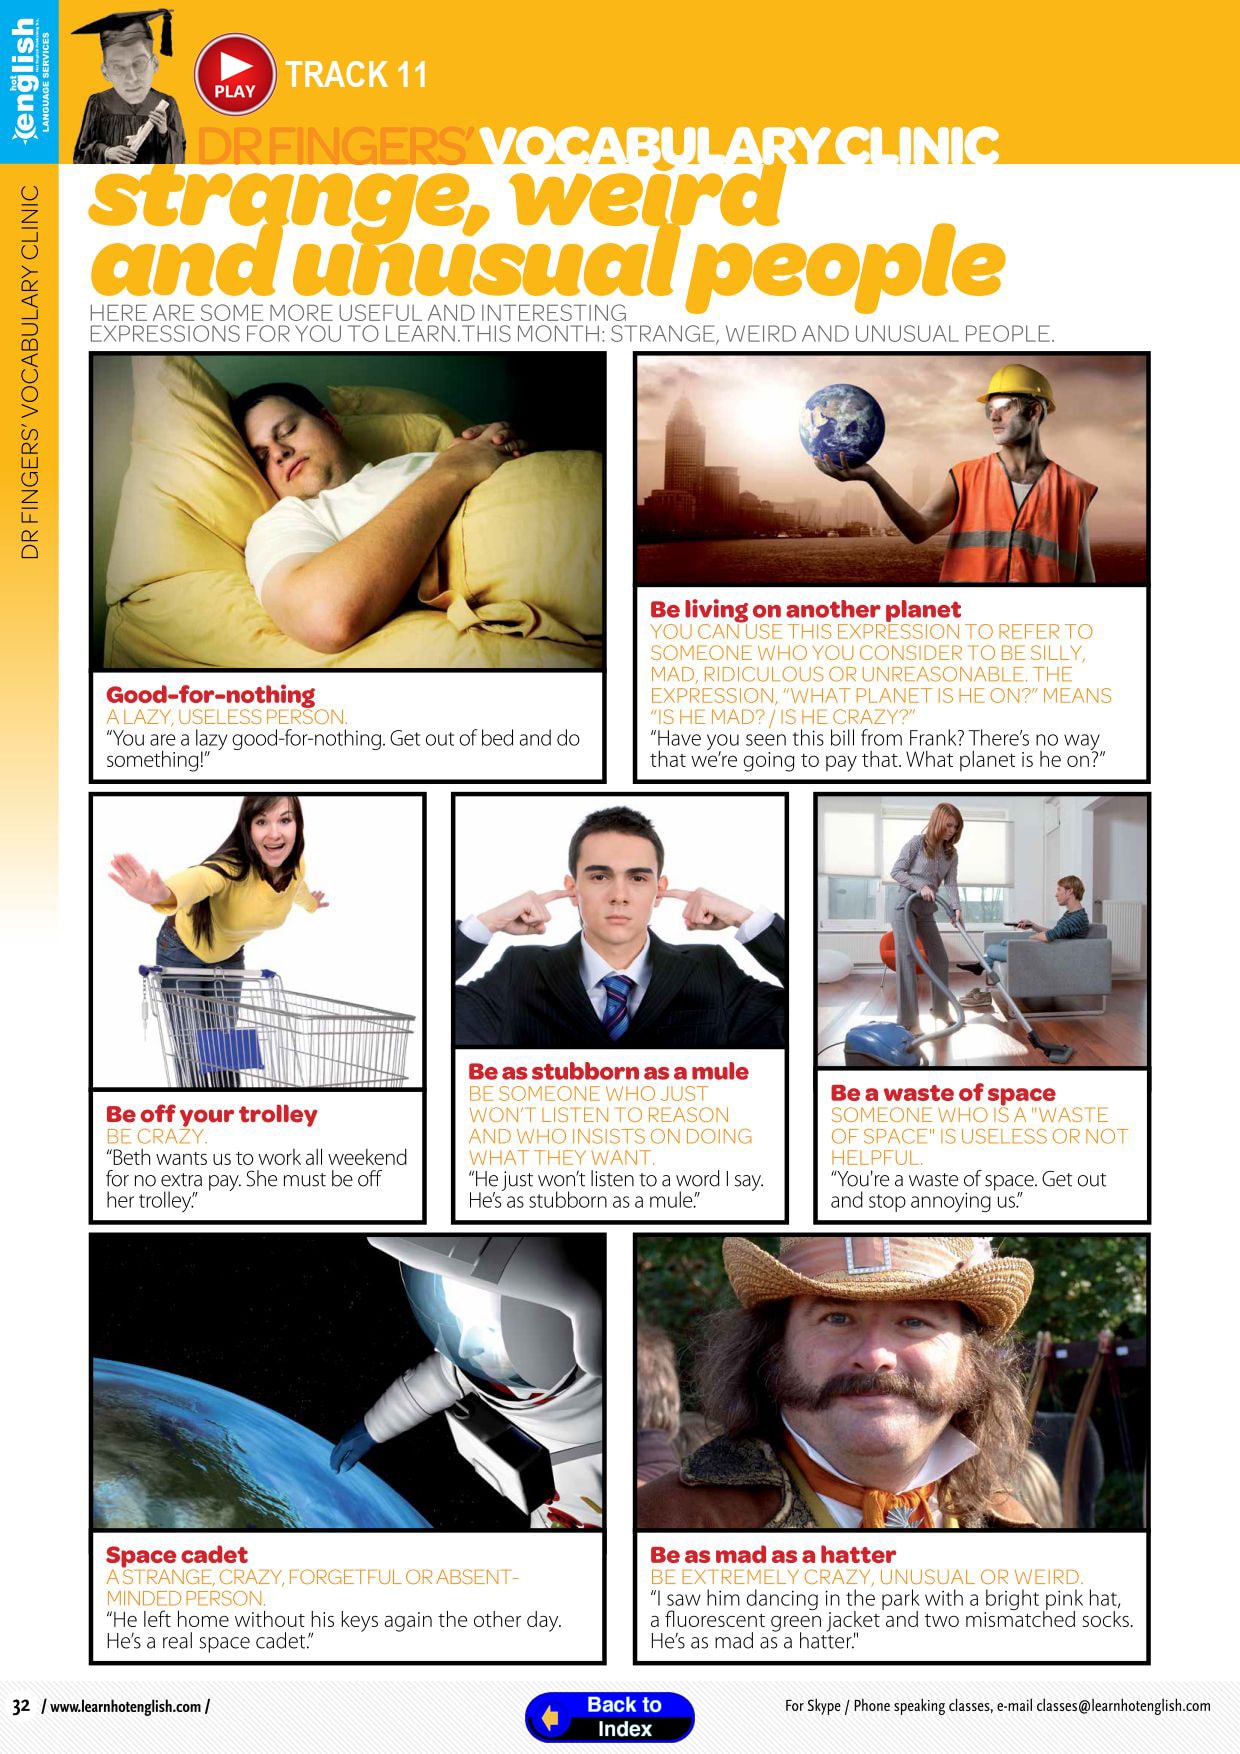 hot
english
LANGUAGE SERVICES
PLAY
TRACK 11
DR FINGERS' VOCABULARY CLINIC
DR FINGERS' VOCABULARY CLINIC
strange, weird
and unusual people
HERE ARE SOME MORE USEFUL AND INTERESTING
EXPRESSIONS FOR YOU TO LEARN.THIS MONTH: STRANGE, WEIRD AND UNUSUAL PEOPLE.
Good-for-nothing
A LAZY, USELESS PERSON.
“You are a lazy good-for-nothing. Get out of bed and do
something!”
Be living on another planet
YOU CAN USE THIS EXPRESSION TO REFER TO
SOMEONE WHO YOU CONSIDER TO BE SILLY,
MAD, RIDICULOUS OR UNREASONABLE. THE
EXPRESSION, “WHAT PLANET IS HE ON?” MEANS
“IS HE MAD? / IS HE CRAZY?”
“Have you seen this bill from Frank? There’s no way
that we’re going to pay that. What planet is he on?”
Be off your trolley
BE CRAZY.
“Beth wants us to work all weekend
for no extra pay. She must be off
her trolley.”
Be as stubborn as a mule
BE SOMEONE WHO JUST
WON’T LISTEN TO REASON
AND WHO INSISTS ON DOING
WHAT THEY WANT.
“He just won’t listen to a word I say.
He’s as stubborn as a mule.”
Be a waste of space
SOMEONE WHO IS A "WASTE
OF SPACE" IS USELESS OR NOT
HELPFUL.
“You're a waste of space. Get out
and stop annoying us.”
Space cadet
A STRANGE, CRAZY, FORGETFUL OR ABSENT-
MINDED PERSON.
“He left home without his keys again the other day.
He’s a real space cadet.”
Be as mad as a hatter
BE EXTREMELY CRAZY, UNUSUAL OR WEIRD.
“I saw him dancing in the park with a bright pink hat,
a fluorescent green jacket and two mismatched socks.
He’s as mad as a hatter."
32 / www.learnhotenglish.com /
Back to
Index
For Skype / Phone speaking classes, e-mail classes@learnhotenglish.com